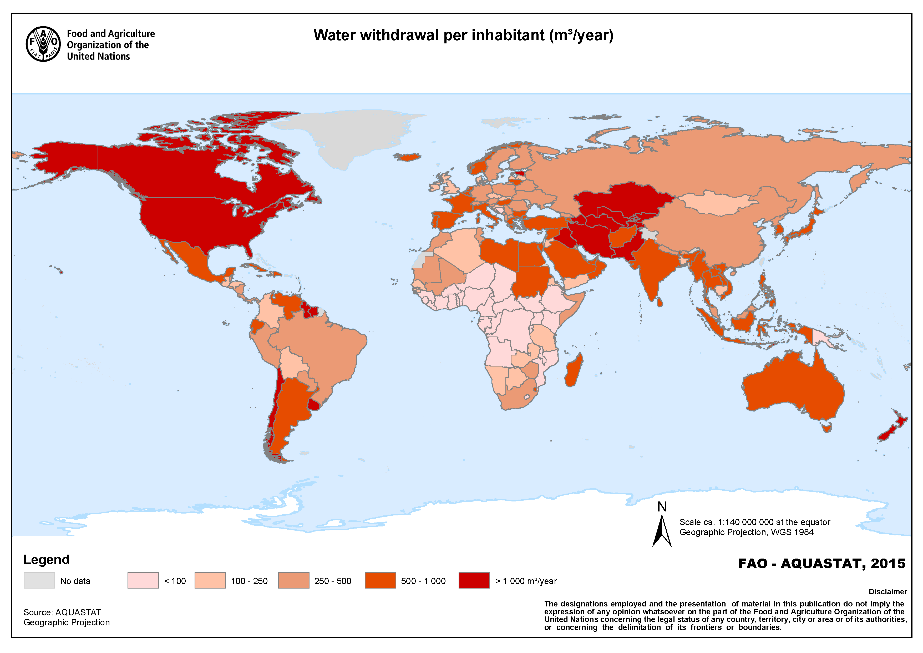 Food and Agriculture
Organization of the
United Nations
Water withdrawal per inhabitant (m³/year)
N
Scale ca. 1:140 000 000 at the equator
Geographic Projection, WGS 1984
Legend
No data
< 100
100 - 250
250 - 500
500 - 1 000
> 1 000 m³/year
FAO - AQUASTAT, 2015
Source: AQUASTAT
Geographic Projection
Disclaimer
The designations employed and the presentation of material in this publication do not imply the
expression of any opinion whatsoever on the part of the Food and Agriculture Organization of the
United Nations concerning the legal status of any country, territory, city or area or of its authorities,
or concerning the delimitation of its frontiers or boundaries.